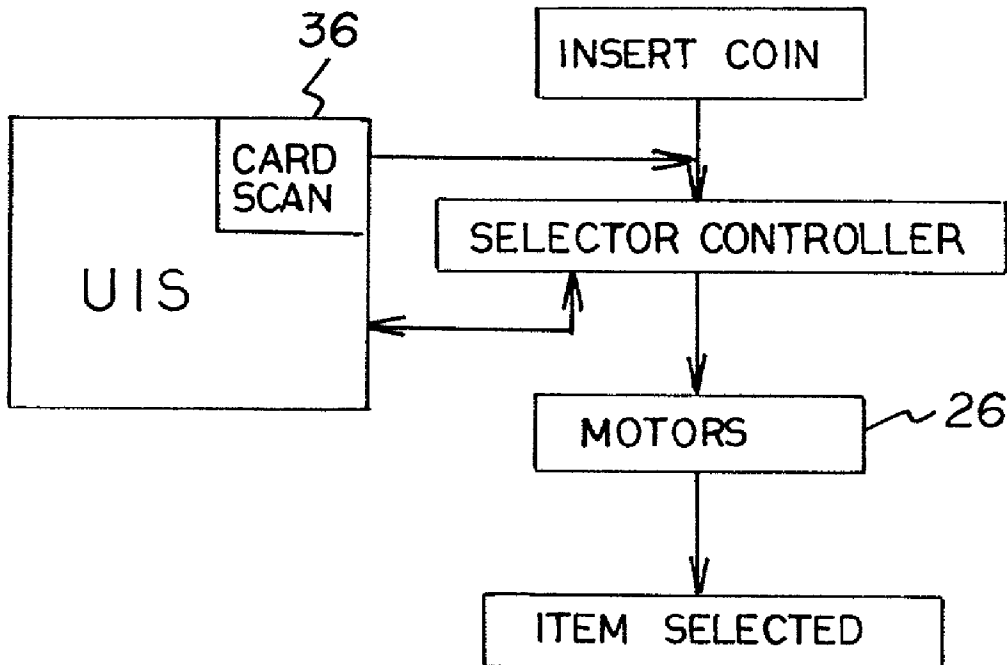 36
INSERT COIN
CARD
SCAN
SELECTOR CONTROLLER
UIS
MOTORS
26
ITEM SELECTED